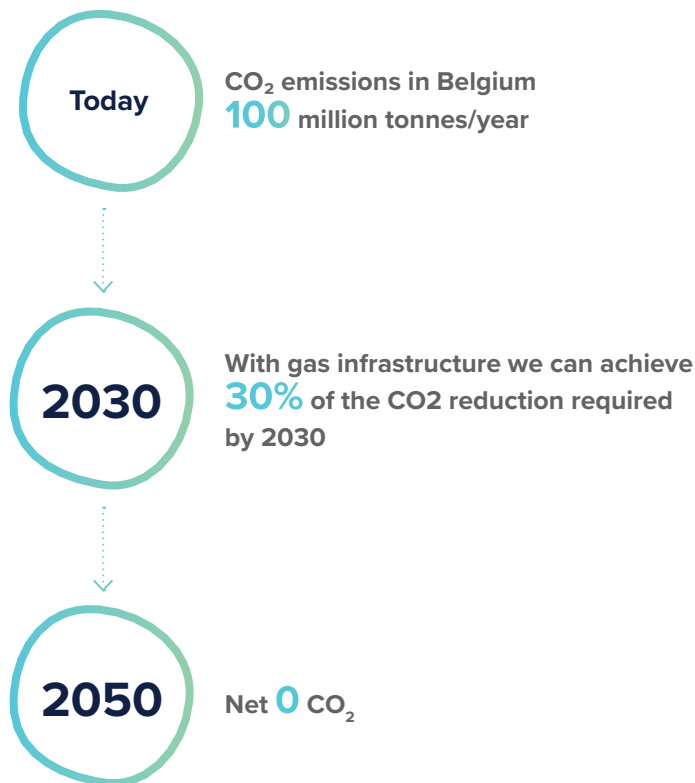 Today
CO₂ emissions in Belgium
100 million tonnes/year
2030
With gas infrastructure we can achieve
30% of the CO2 reduction required
by 2030
2050
Net 0 CO₂